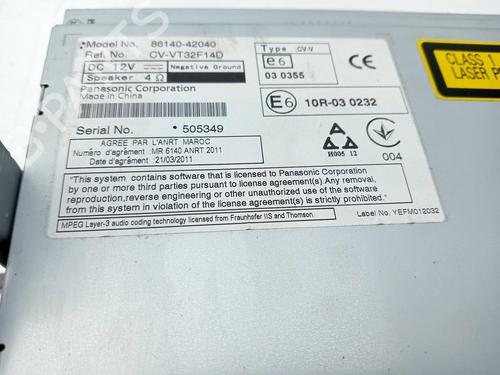 Model No. 86140-42040
Ref. No. CV-VT32F14D
DC 12V Negative Ground
Speaker 4 Ω
Panasonic Corporation
Made in China
Type :CV-V
e6
03 0355
CE
E6 10R-03 0232
Serial No. 505349
AGREE PAR L'ANRT MAROC
Numéro d'agrément : MR 6140 ANRT 2011
Date d'agrément : 21/03/2011
H005 12
004
"This system contains software that is licensed to Panasonic Corporation
by one or more third parties pursuant to license agreement(s). Any removal,
reproduction, reverse engineering or other unauthorized use of the software
from this system in violation of the license agreement(s) is prohibited."
MPEG Layer-3 audio coding technology licensed from Fraunhofer IIS and Thomson.
Label No. YEFM012032
CLASS 1
LASER